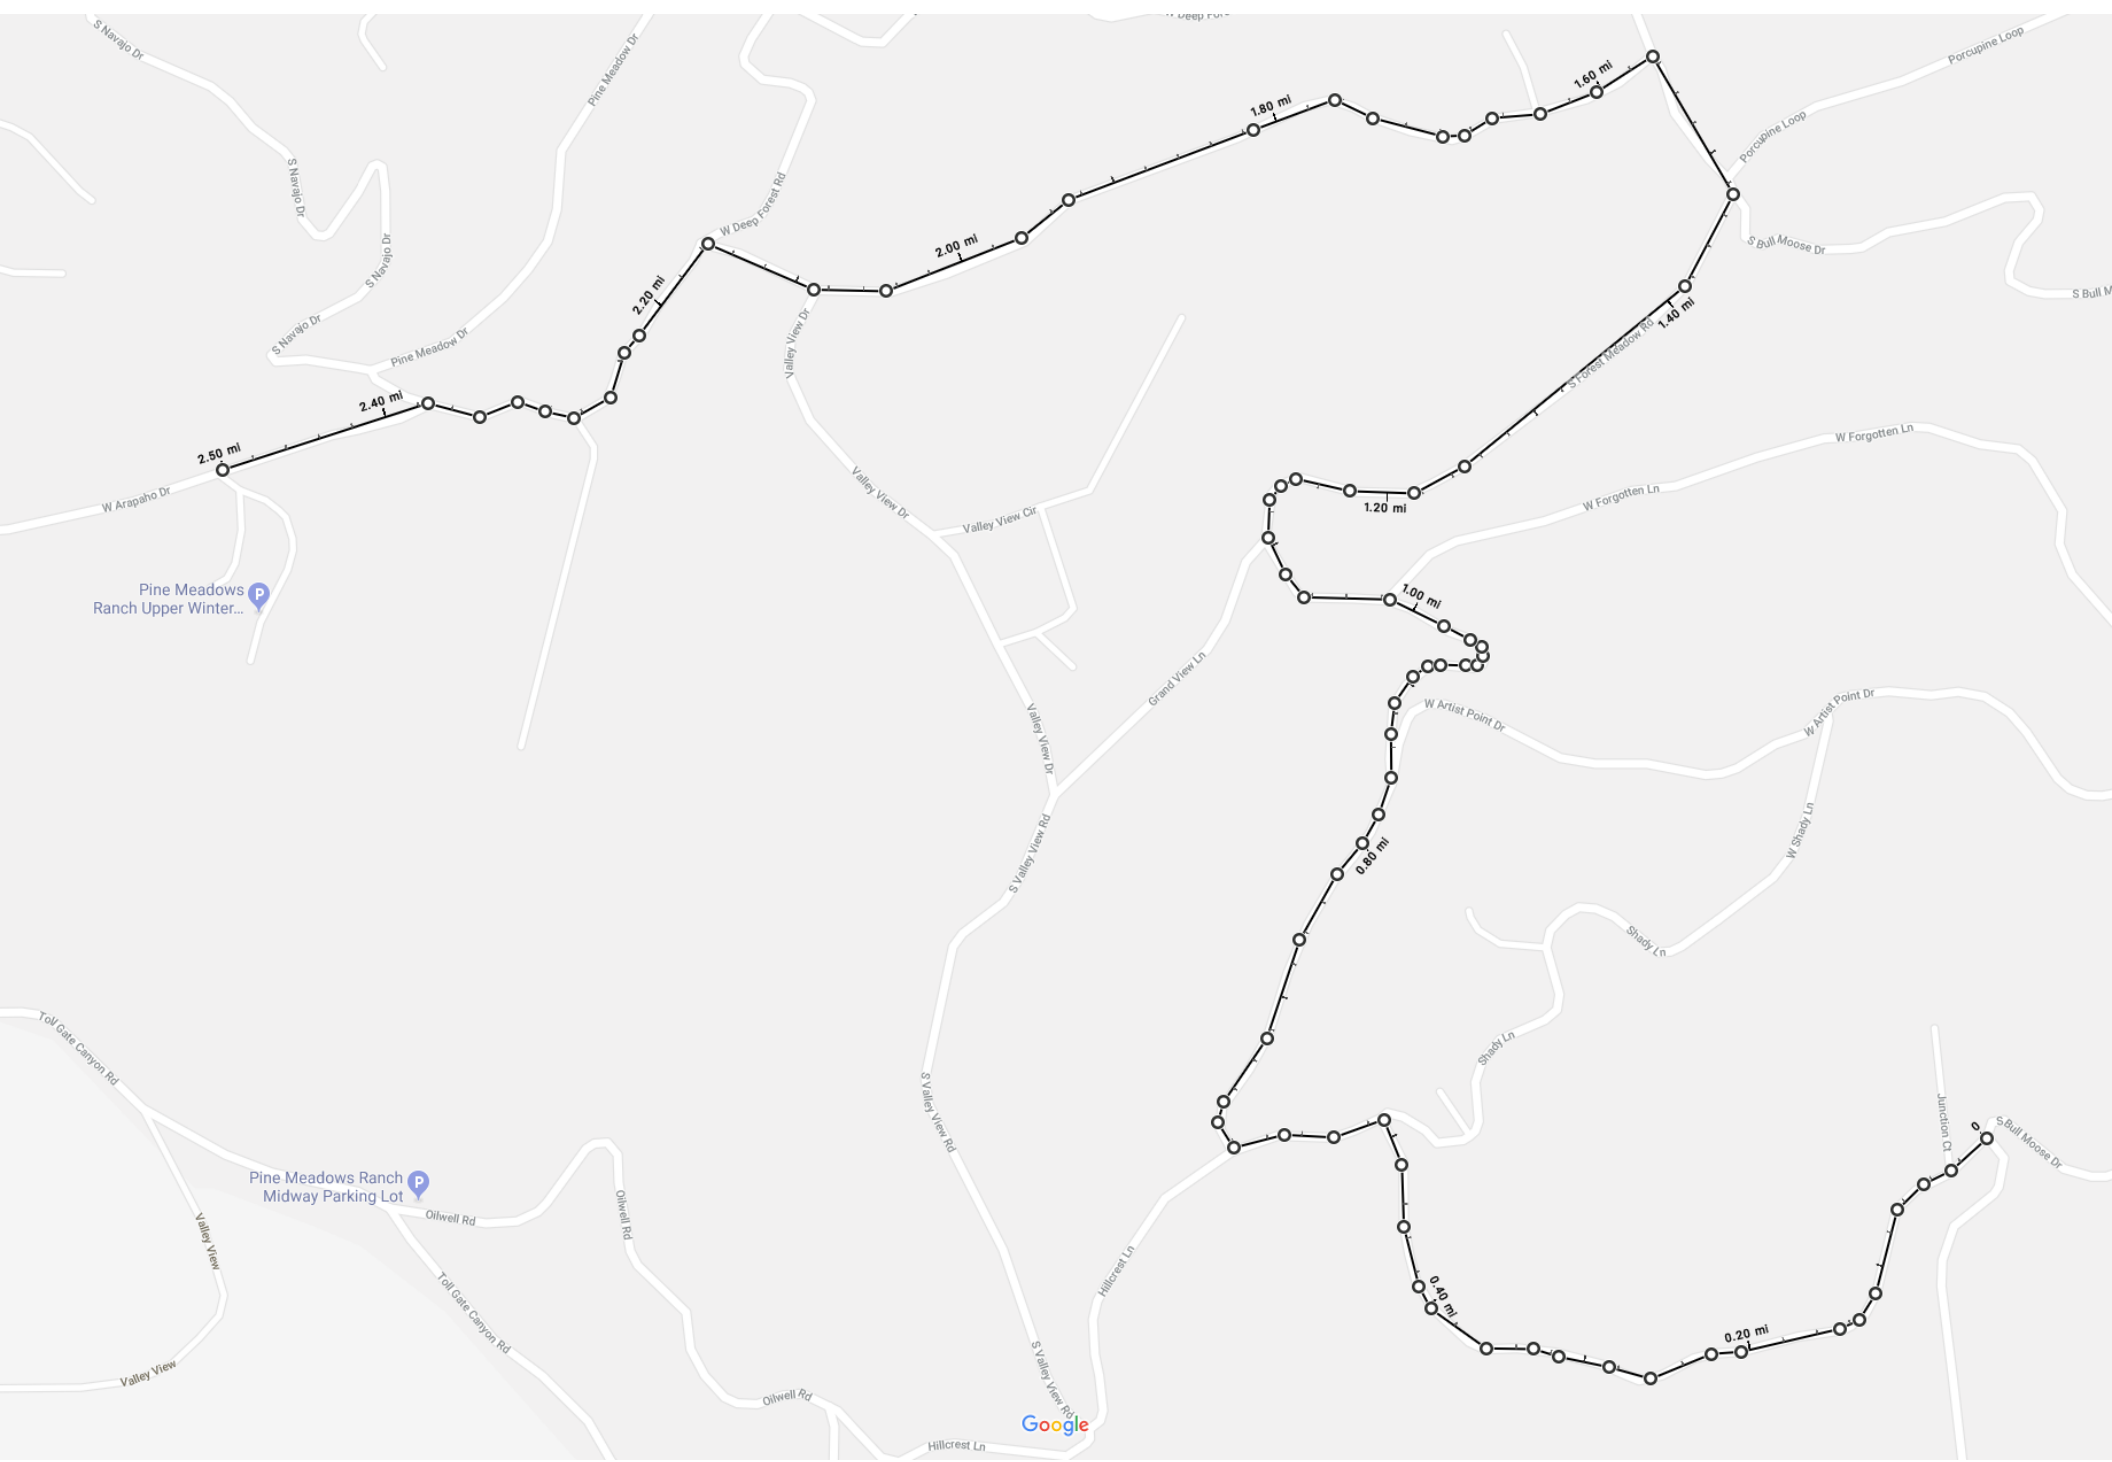 W Deep Fore
S Navajo Dr
Pine Meadow Dr
Porcupine Loop
1.60 mi
1.80 mi
Porcupine Loop
S Navajo Dr
W Deep Forest Rd
S Navajo Dr
2.00 mi
S Bull Moose Dr
2.20 mi
S Bull M
1.40 mi
S Navajo Dr
Pine Meadow Dr
Valley View Dr
S Forest Meadow Rd
2.40 mi
W Forgotten Ln
2.50 mi
W Arapaho Dr
Valley View Dr
Valley View Cir
1.20 mi
W Forgotten Ln
Pine Meadows
Ranch Upper Winter...
P
1.00 mi
Grand View Ln
W Artist Point Dr
W Artist Point Dr
Valley View Dr
S Valley View Rd
0.80 mi
W Shady Ln
Shady Ln
Toll Gate Canyon Rd
Shady Ln
S Valley View Rd
Junction Ct
0
S Bull Moose Dr
Pine Meadows Ranch
Midway Parking Lot
P
Oilwell Rd
Oilwell Rd
Valley View
Hillcrest Ln
Toll Gate Canyon Rd
0.40 mi
0.20 mi
Valley View
S Valley View Rd
Oilwell Rd
Google
Hillcrest Ln